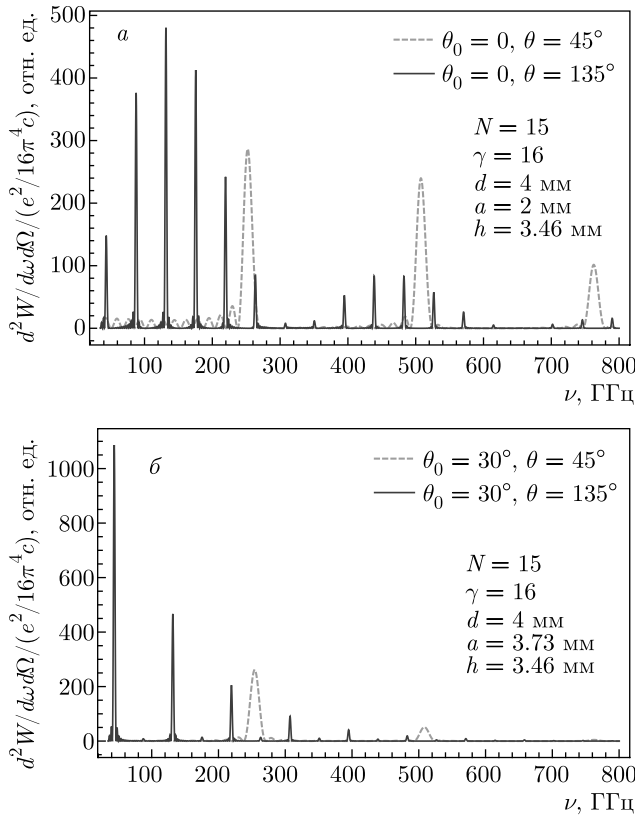 d²W/dωdΩ/(e²/16π⁴c), отн. ед.
500
400
300
200
100
0
а
θ₀ = 0, θ = 45°
θ₀ = 0, θ = 135°
N = 15
γ = 16
d = 4 мм
a = 2 мм
h = 3.46 мм
100 200 300 400 500 600 700 800
ν, ГГц
d²W/dωdΩ/(e²/16π⁴c), отн. ед.
1000
800
600
400
200
0
б
θ₀ = 30°, θ = 45°
θ₀ = 30°, θ = 135°
N = 15
γ = 16
d = 4 мм
a = 3.73 мм
h = 3.46 мм
100 200 300 400 500 600 700 800
ν, ГГц